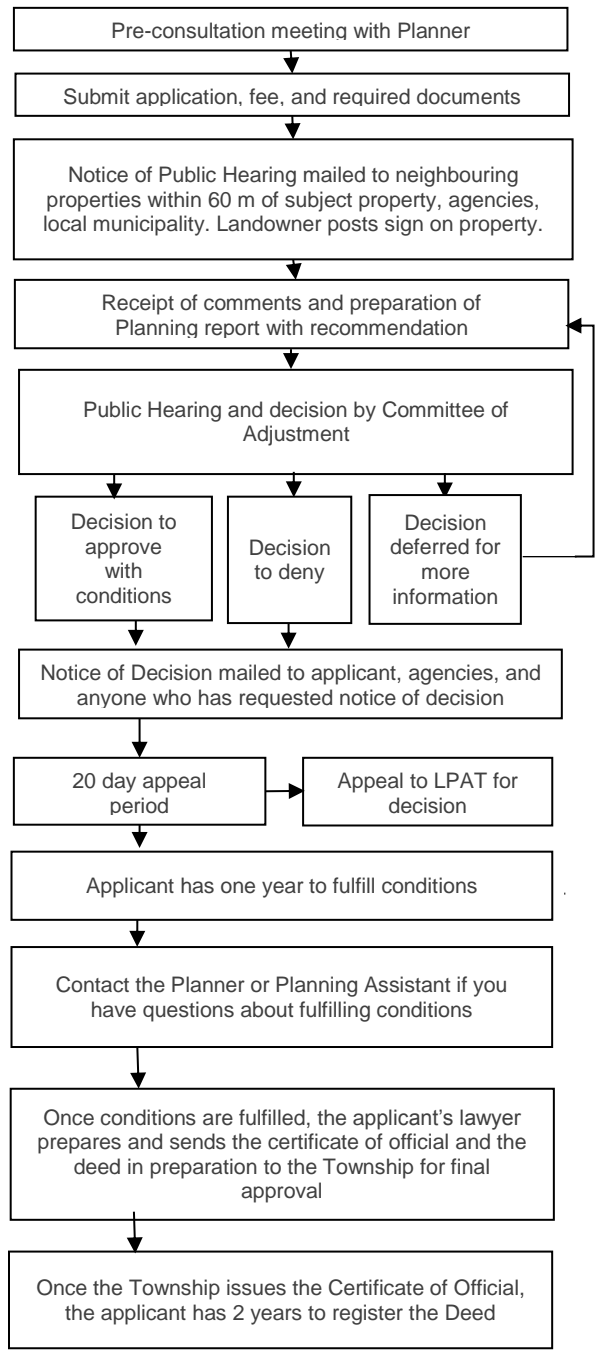 Pre-consultation meeting with Planner
Submit application, fee, and required documents
Notice of Public Hearing mailed to neighbouring
properties within 60 m of subject property, agencies,
local municipality. Landowner posts sign on property.
Receipt of comments and preparation of
Planning report with recommendation
Public Hearing and decision by Committee of
Adjustment
Decision to
approve
with
conditions
Decision
to deny
Decision
deferred for
more
information
Notice of Decision mailed to applicant, agencies, and
anyone who has requested notice of decision
20 day appeal
period
Appeal to LPAT for
decision
Applicant has one year to fulfill conditions
Contact the Planner or Planning Assistant if you
have questions about fulfilling conditions
Once conditions are fulfilled, the applicant's lawyer
prepares and sends the certificate of official and the
deed in preparation to the Township for final
approval
Once the Township issues the Certificate of Official,
the applicant has 2 years to register the Deed